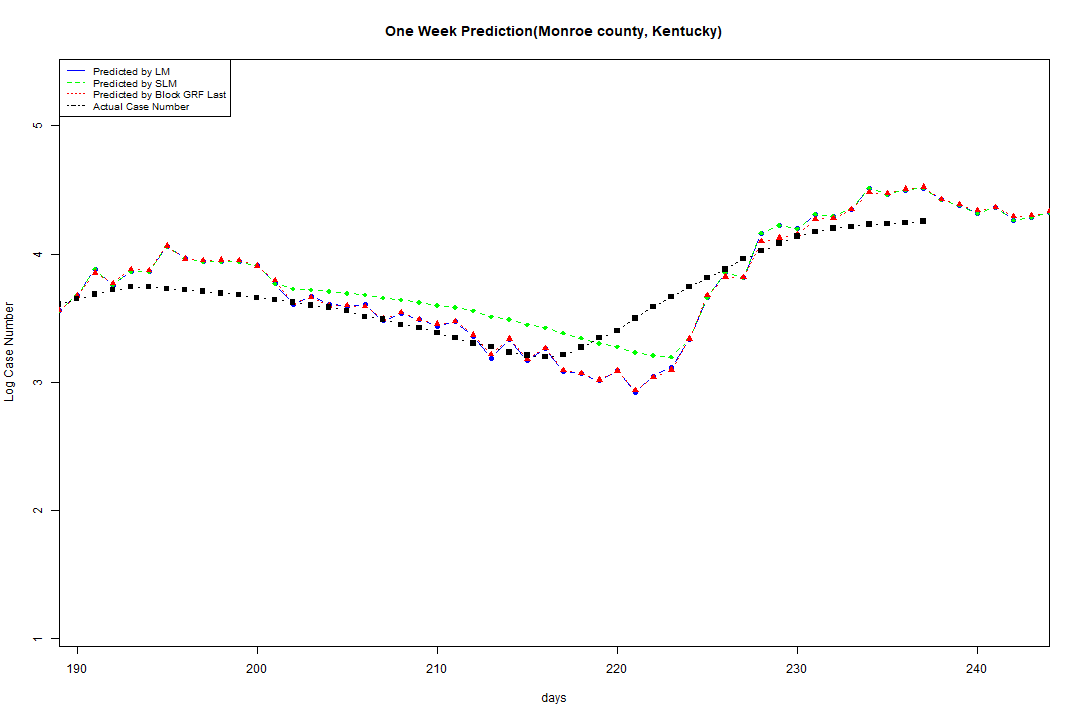 One Week Prediction(Monroe county, Kentucky)
Predicted by LM
Predicted by SLM
Predicted by Block GRF Last
Actual Case Number
5
4
3
2
1
Log Case Number
190 200 210 220 230 240
days